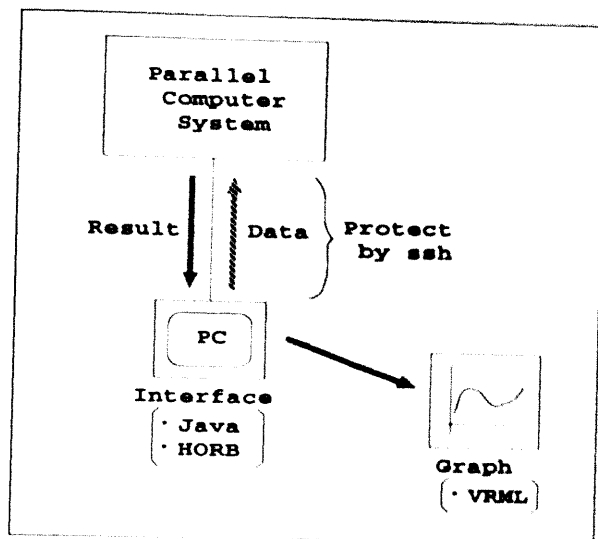 Parallel
Computer
System
Result
Data
Protect
by ssh
PC
Interface
· Java
· HORB
Graph
· VRML